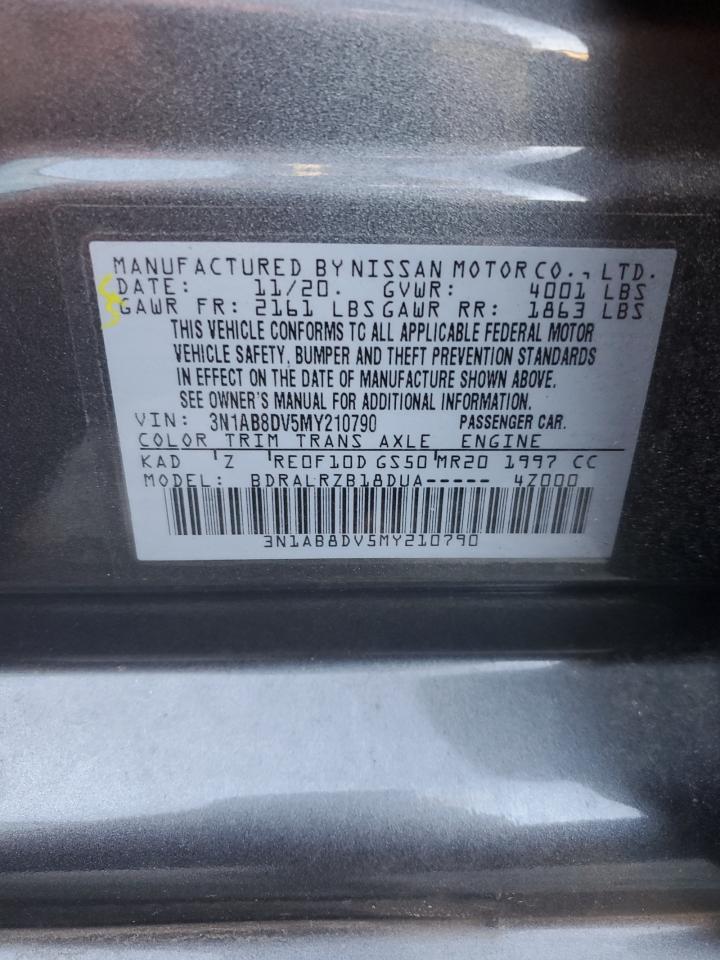 MANUFACTURED BY NISSAN MOTOR CO., LTD.
DATE: 11/20. GVWR: 4001 LBS
GAWR FR: 2161 LBS GAWR RR: 1863 LBS
THIS VEHICLE CONFORMS TO ALL APPLICABLE FEDERAL MOTOR
VEHICLE SAFETY, BUMPER AND THEFT PREVENTION STANDARDS
IN EFFECT ON THE DATE OF MANUFACTURE SHOWN ABOVE.
SEE OWNER'S MANUAL FOR ADDITIONAL INFORMATION.
VIN: 3N1AB8DV5MY210790 PASSENGER CAR.
COLOR TRIM TRANS AXLE ENGINE
KAD 'Z RE0F10D GS50 'MR20 1997 CC
MODEL: BDRALRZB18DUA----- 4Z000
3N1AB8DV5MY210790